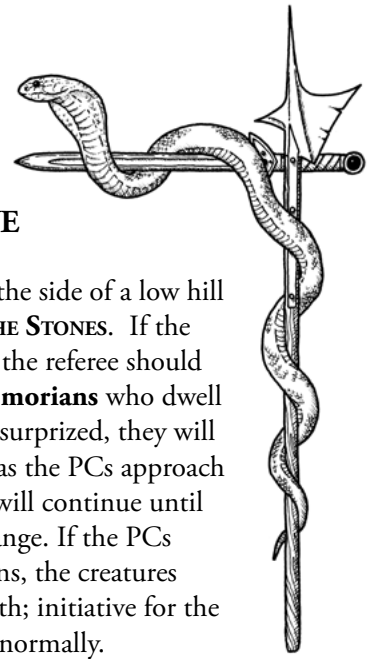 E
the side of a low hill
HE STONES. If the
the referee should
morians who dwell
surprized, they will
as the PCs approach
will continue until
ange. If the PCs
ns, the creatures
th; initiative for the
normally.